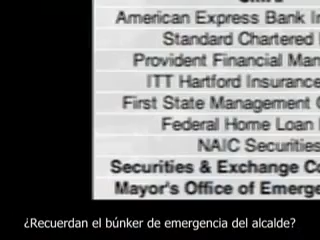 American Express Bank
Standard Chartered
Provident Financial
ITT Hartford Insurance
First State Management
Federal Home Loan
NAIC Securities
Securities & Exchange
Mayor's Office of
¿Recuerdan el búnker de emergencia del alcalde?